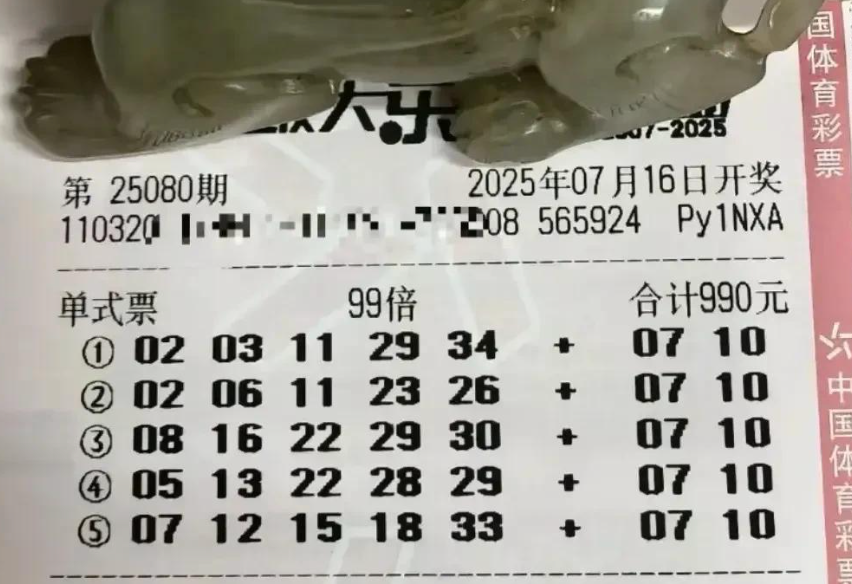 大乐
2007-2025
第 25080期 2025年07月16日开奖
110320 08 565924 Py1NXA
单式票 99倍 合计990元
① 02 03 11 29 34 + 07 10
② 02 06 11 23 26 + 07 10
③ 08 16 22 29 30 + 07 10
④ 05 13 22 28 29 + 07 10
⑤ 07 12 15 18 33 + 07 10
国体育彩票
中国体育彩票